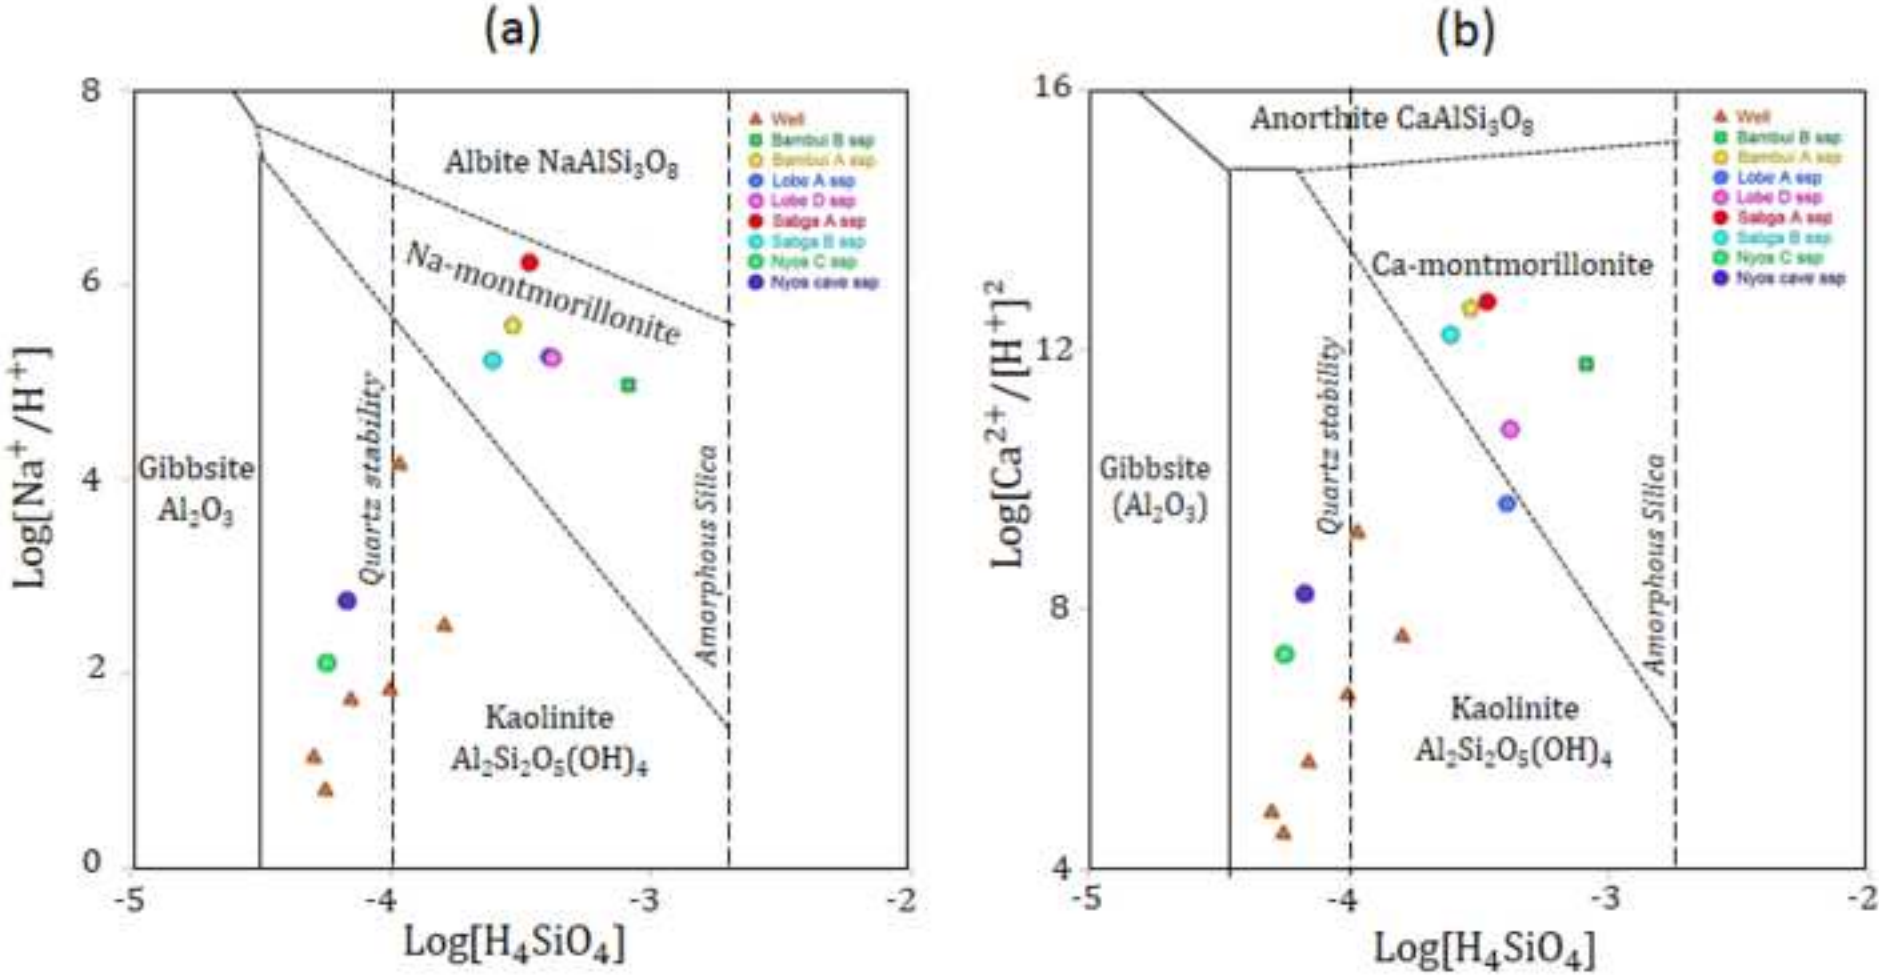 (a)
8
6
4
2
0
-5
-4
-3
-2
Log[Na⁺/H⁺]
Log[H₄SiO₄]
Albite NaAlSi₃O₈
Na-montmorillonite
Quartz stability
Gibbsite
Al₂O₃
Amorphous Silica
Kaolinite
Al₂Si₂O₅(OH)₄
Well
Bambui B ssp
Bambui A ssp
Lobe A ssp
Lobe D ssp
Sabga A ssp
Sabga B ssp
Nyos C ssp
Nyos cave ssp
(b)
16
12
8
4
-5
-4
-3
-2
Log[Ca²⁺/[H⁺]²
Log[H₄SiO₄]
Anorthite CaAlSi₃O₈
Ca-montmorillonite
Quartz stability
Gibbsite
(Al₂O₃)
Amorphous Silica
Kaolinite
Al₂Si₂O₅(OH)₄
Well
Bambui B ssp
Bambui A ssp
Lobe A ssp
Lobe D ssp
Sabga A ssp
Sabga B ssp
Nyos C ssp
Nyos cave ssp